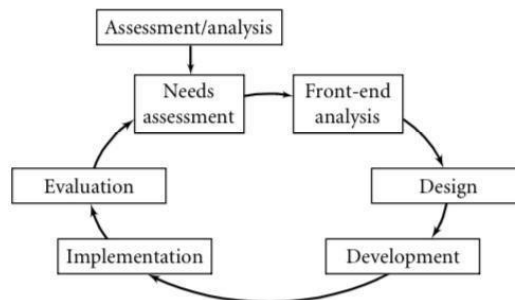 Assessment/analysis
Needs
assessment
Front-end
analysis
Evaluation
Design
Implementation
Development